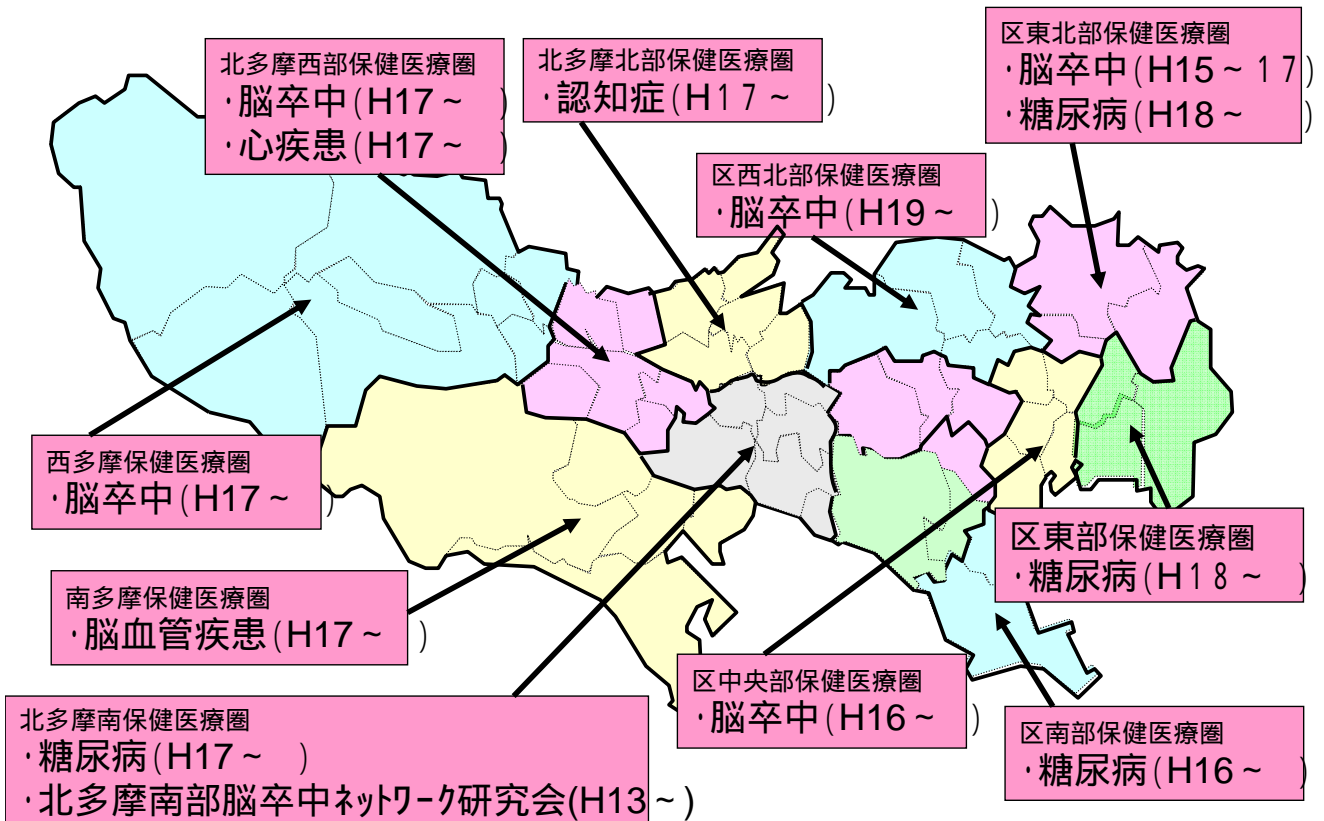 北多摩西部保健医療圏
・脳卒中(H17～　)
・心疾患(H17～　)
北多摩北部保健医療圏
・認知症(H１７～　)
区東北部保健医療圏
・脳卒中(H15～１７)
・糖尿病(H18～　)
区西北部保健医療圏
・脳卒中(H19～　)
西多摩保健医療圏
・脳卒中(H17～　)
区東部保健医療圏
・糖尿病(H１８～　)
南多摩保健医療圏
・脳血管疾患(H17～　)
区中央部保健医療圏
・脳卒中(H16～　)
北多摩南保健医療圏
・糖尿病(H17～　)
・北多摩南部脳卒中ﾈｯﾄﾜｰｸ研究会(H13～)
区南部保健医療圏
・糖尿病(H16～　)